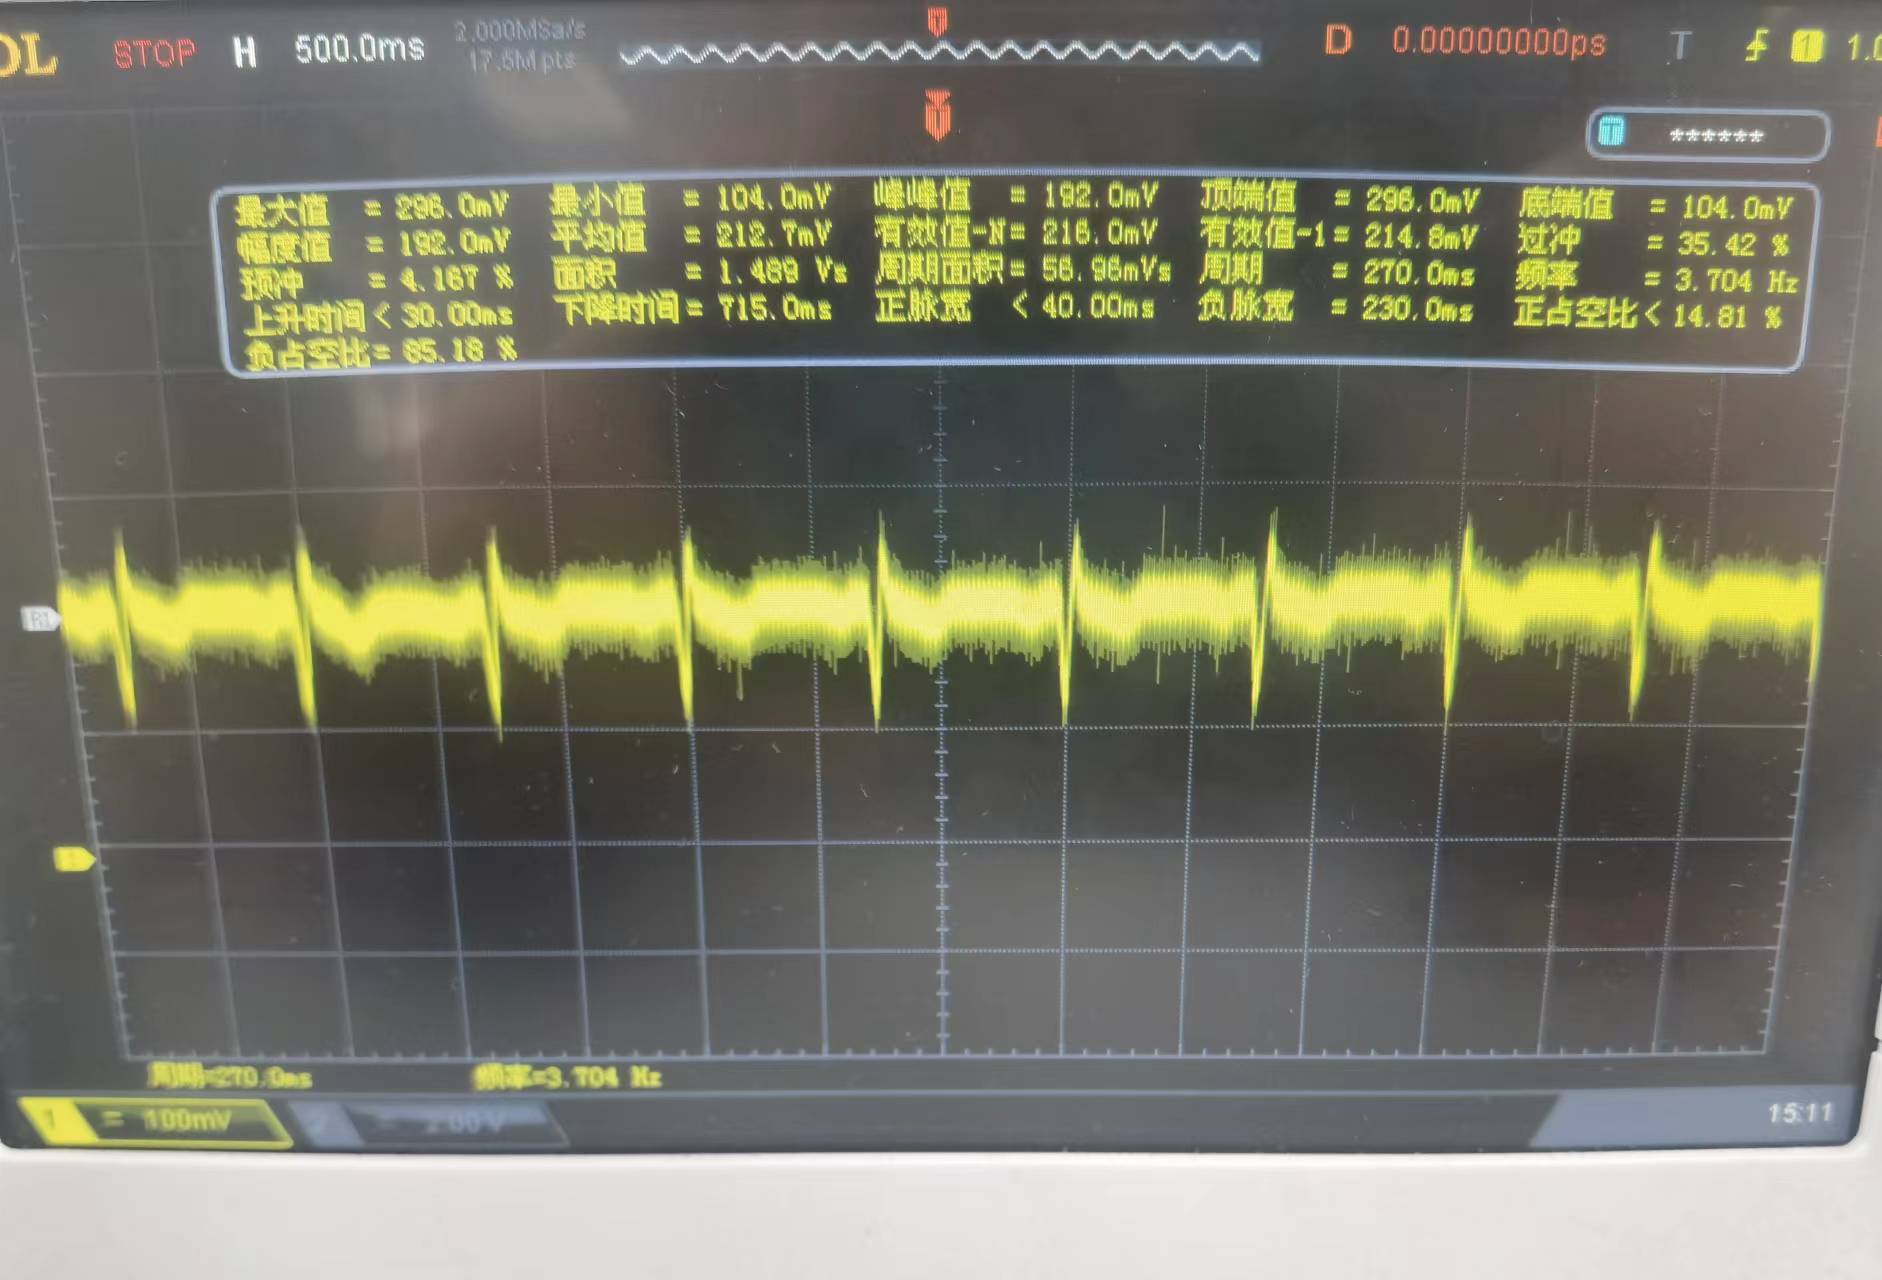 OL STOP H 500.0ms 2.000MSa/s D 0.00000000ps T 1 1.0
17.5M pts
T
T ******
最大值 = 296.0mV 最小值 = 104.0mV 峰峰值 = 192.0mV 顶端值 = 296.0mV 底端值 = 104.0mV
幅度值 = 192.0mV 平均值 = 212.7mV 有效值-N= 216.0mV 有效值-1= 214.8mV 过冲 = 35.42 %
预冲 = 4.167 % 面积 = 1.489 Vs 周期面积= 56.96mVs 周期 = 270.0ms 频率 = 3.704 Hz
上升时间< 30.00ms 下降时间= 715.0ms 正脉宽 < 40.00ms 负脉宽 = 230.0ms 正占空比< 14.81 %
负占空比= 85.18 %
R1
周期=270.0ms 频率=3.704 Hz
1 = 100mV 2 = 2.00V 15:11